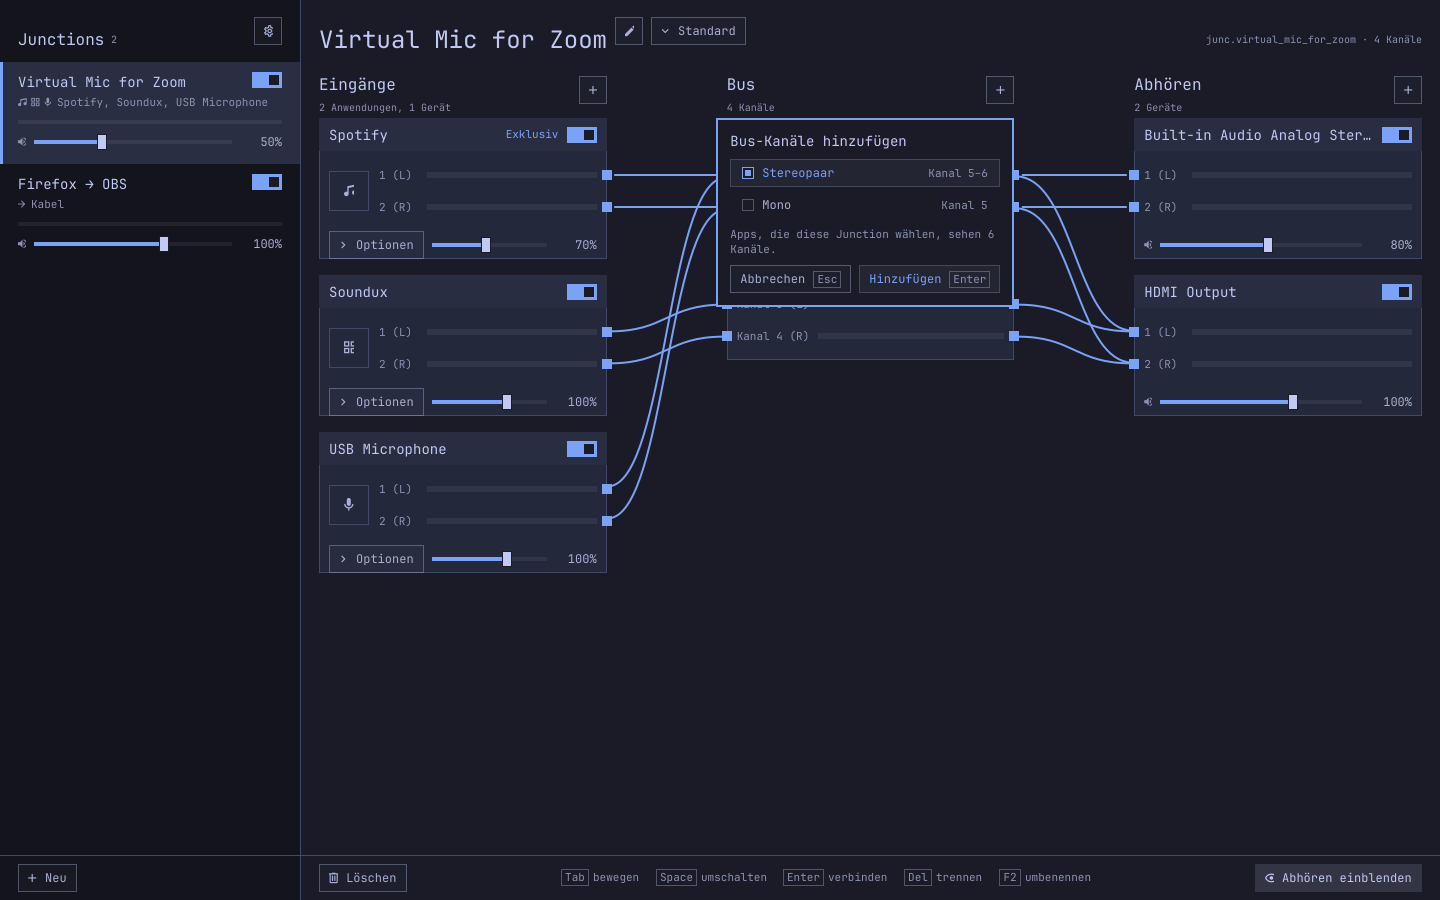 Junctions 2
Virtual Mic for Zoom
Spotify, Soundux, USB Microphone
50%
Firefox → OBS
→ Kabel
100%
+ Neu
Virtual Mic for Zoom
Standard
junc.virtual_mic_for_zoom · 4 Kanäle
Eingänge
2 Anwendungen, 1 Gerät
Spotify
Exklusiv
1 (L)
2 (R)
Optionen
70%
Soundux
1 (L)
2 (R)
Optionen
100%
USB Microphone
1 (L)
2 (R)
Optionen
100%
Bus
4 Kanäle
Bus-Kanäle hinzufügen
Stereopaar Kanal 5–6
Mono Kanal 5
Apps, die diese Junction wählen, sehen 6
Kanäle.
Abbrechen Esc
Hinzufügen Enter
Kanal 4 (R)
Abhören
2 Geräte
Built-in Audio Analog Ster…
1 (L)
2 (R)
80%
HDMI Output
1 (L)
2 (R)
100%
Löschen
Tab bewegen
Space umschalten
Enter verbinden
Del trennen
F2 umbenennen
Abhören einblenden